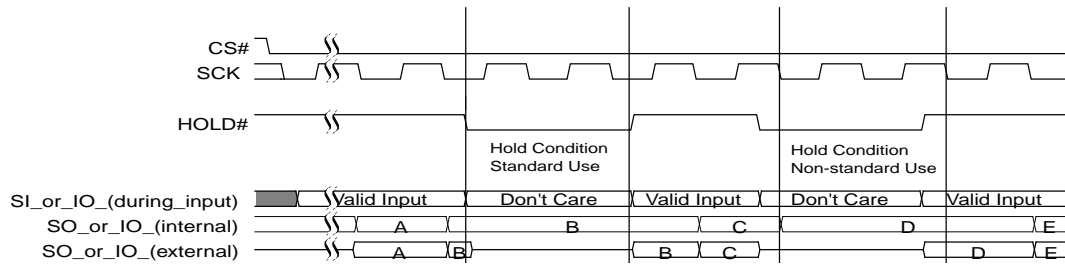 CS#
SCK
HOLD#
Hold Condition
Standard Use
Hold Condition
Non-standard Use
SI_or_IO_(during_input) Valid Input Don't Care Valid Input Don't Care Valid Input
SO_or_IO_(internal) A B C D E
SO_or_IO_(external) A B B C D E